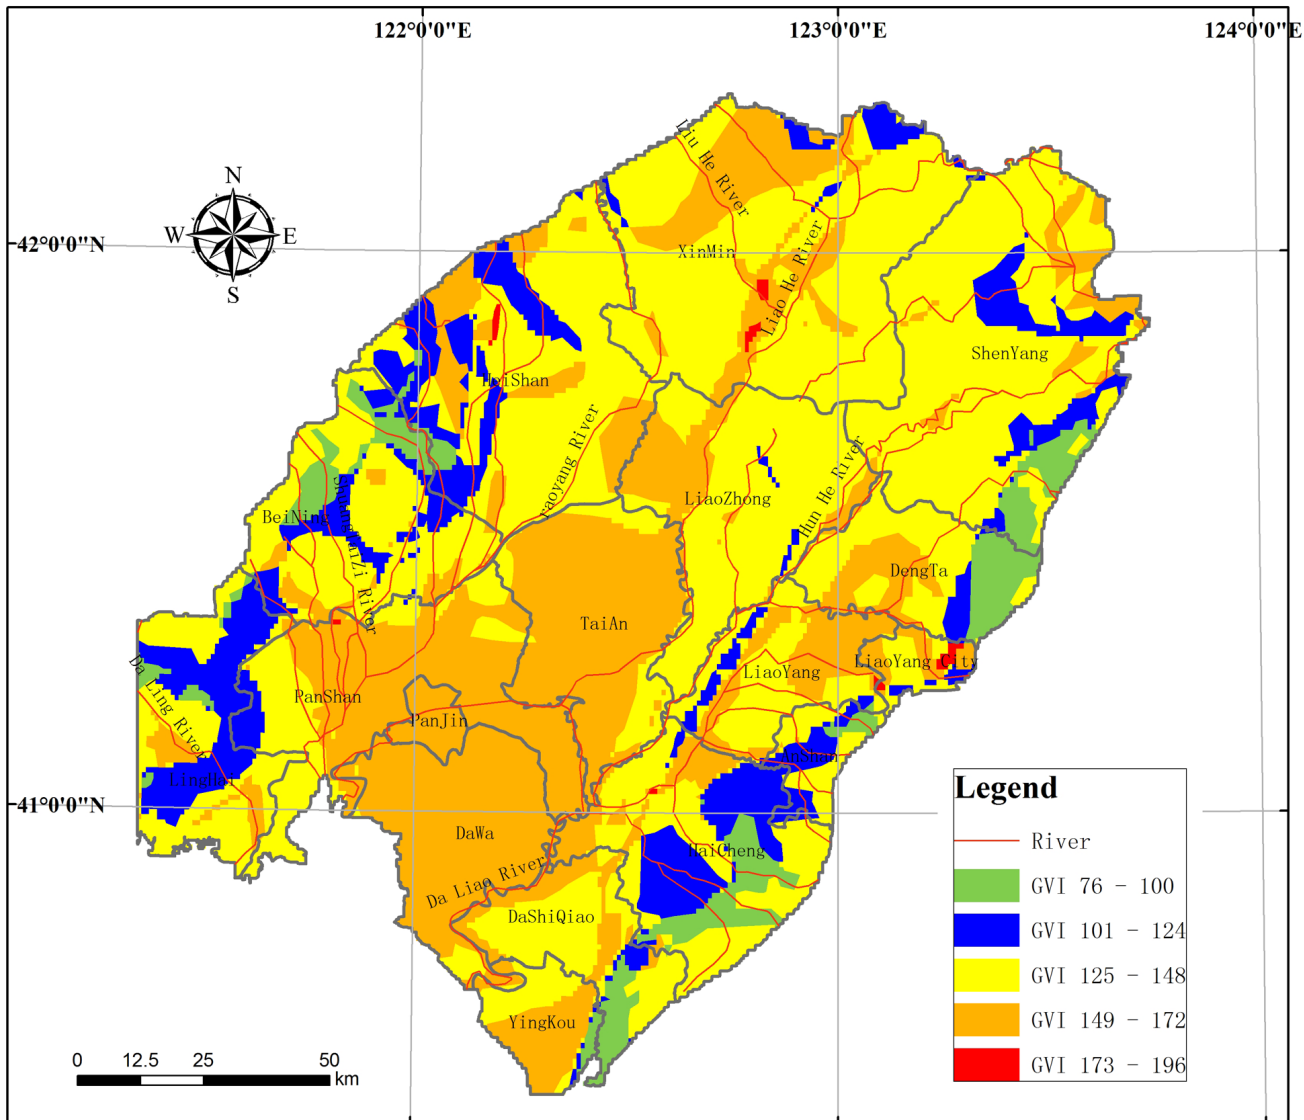 122°0'0"E
123°0'0"E
124°0'0"E
N
W
E
S
42°0'0"N
41°0'0"N
Liu He River
XinMin
Liao He River
ShenYang
HeiShan
raoyang River
LiaoZhong
Hun He River
BeiNink
River
DengTa
TaiAn
LiaoYang
LiaoYang City
Da Ling River
PanShan
PanJin
AnShan
LingHai
DaWa
HaiCheng
Da Liao River
DaShiQiao
YingKou
Legend
River
GVI 76 - 100
GVI 101 - 124
GVI 125 - 148
GVI 149 - 172
GVI 173 - 196
0 12.5 25 50
km